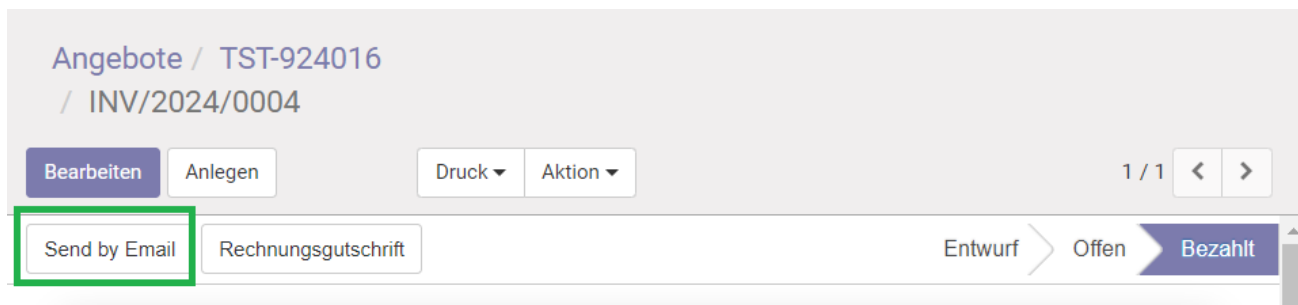 Angebote / TST-924016
/ INV/2024/0004
Bearbeiten Anlegen Druck Aktion 1 / 1
Send by Email Rechnungsgutschrift Entwurf Offen Bezahlt